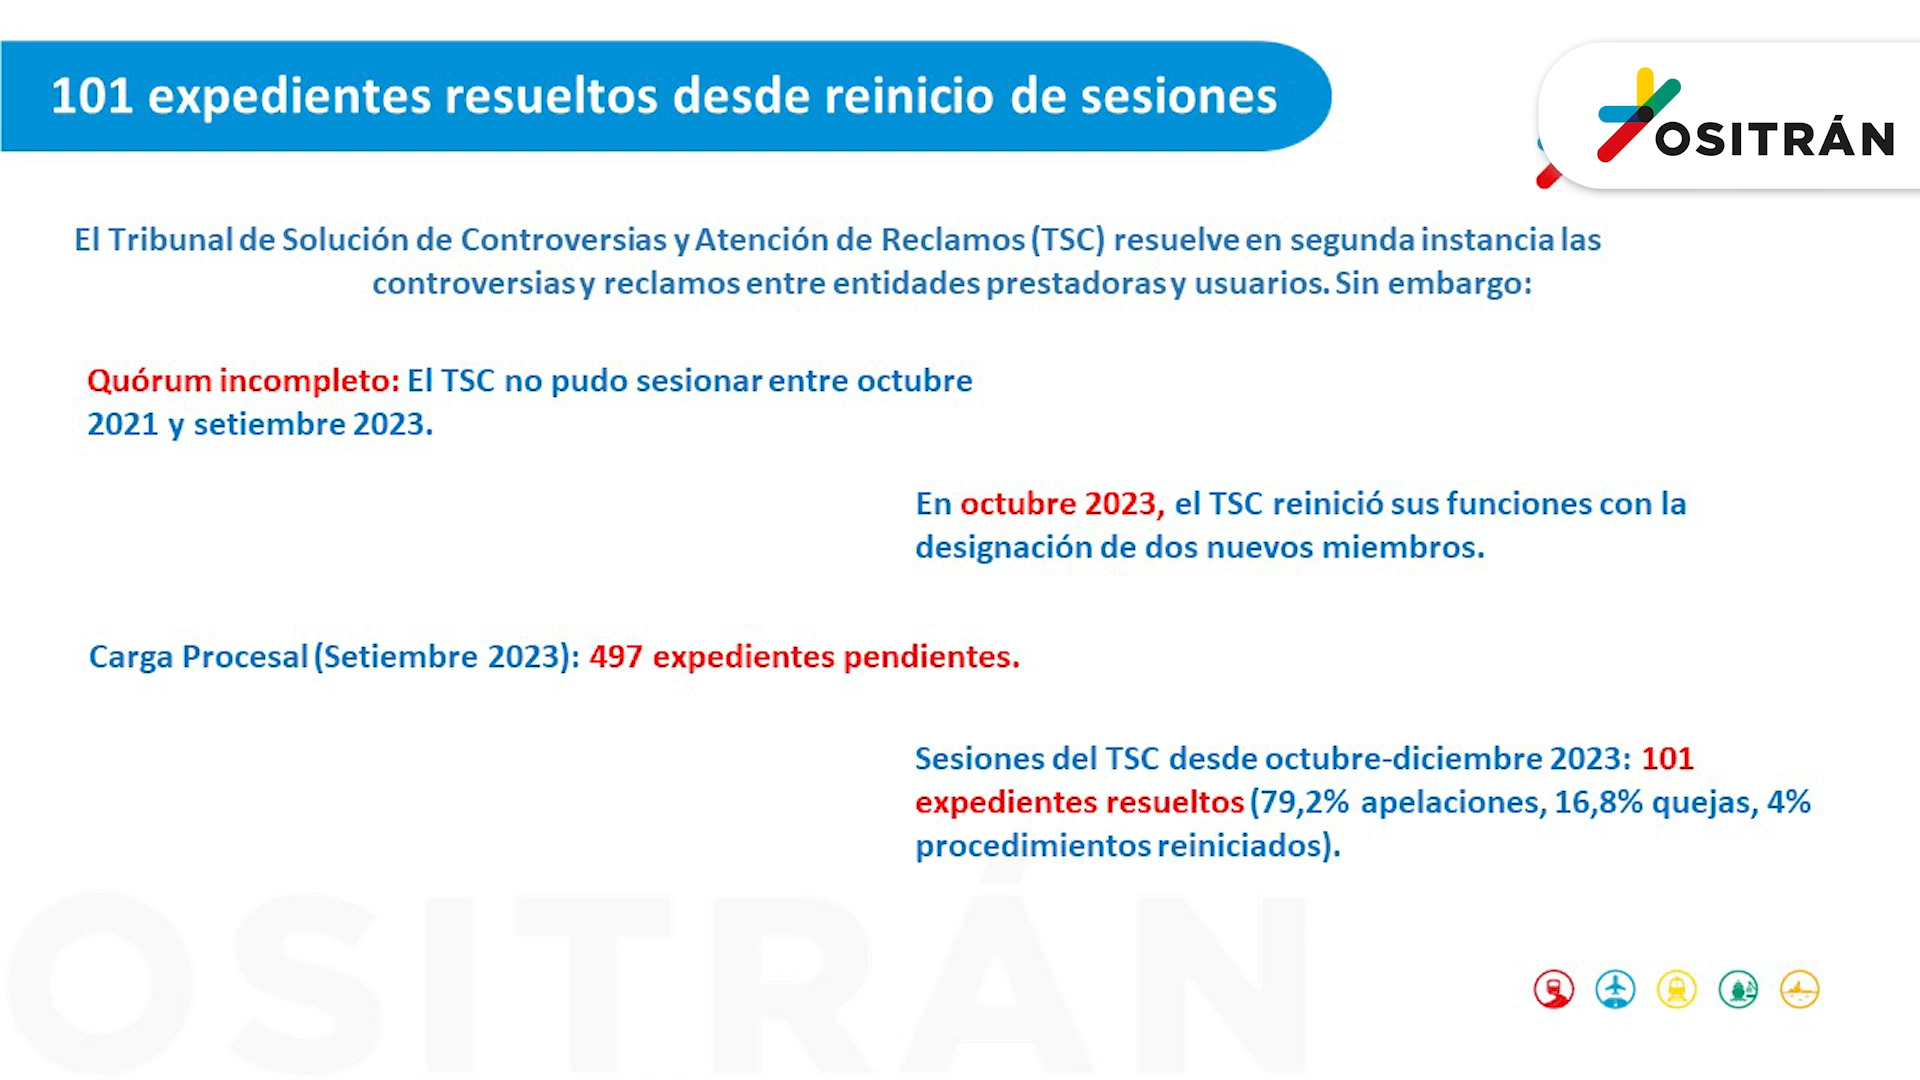 101 expedientes resueltos desde reinicio de sesiones
OSITRÁN
El Tribunal de Solución de Controversias y Atención de Reclamos (TSC) resuelve en segunda instancia las
controversias y reclamos entre entidades prestadoras y usuarios. Sin embargo:
Quórum incompleto: El TSC no pudo sesionar entre octubre
2021 y setiembre 2023.
En octubre 2023, el TSC reinició sus funciones con la
designación de dos nuevos miembros.
Carga Procesal (Setiembre 2023): 497 expedientes pendientes.
Sesiones del TSC desde octubre-diciembre 2023: 101
expedientes resueltos (79,2% apelaciones, 16,8% quejas, 4%
procedimientos reiniciados).
OSITRÁN